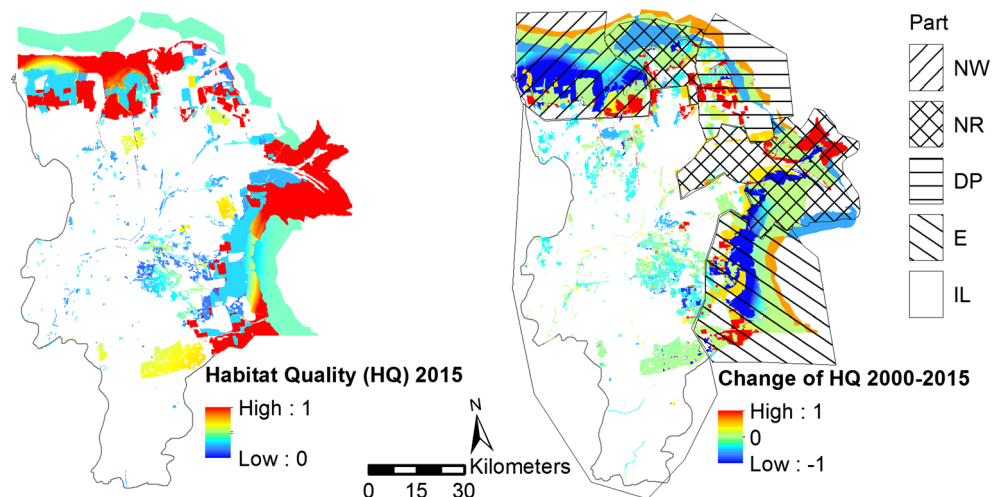 Part
NW
NR
DP
E
IL
Habitat Quality (HQ) 2015
High : 1
Low : 0
N
Kilometers
0 15 30
Change of HQ 2000-2015
High : 1
0
Low : -1